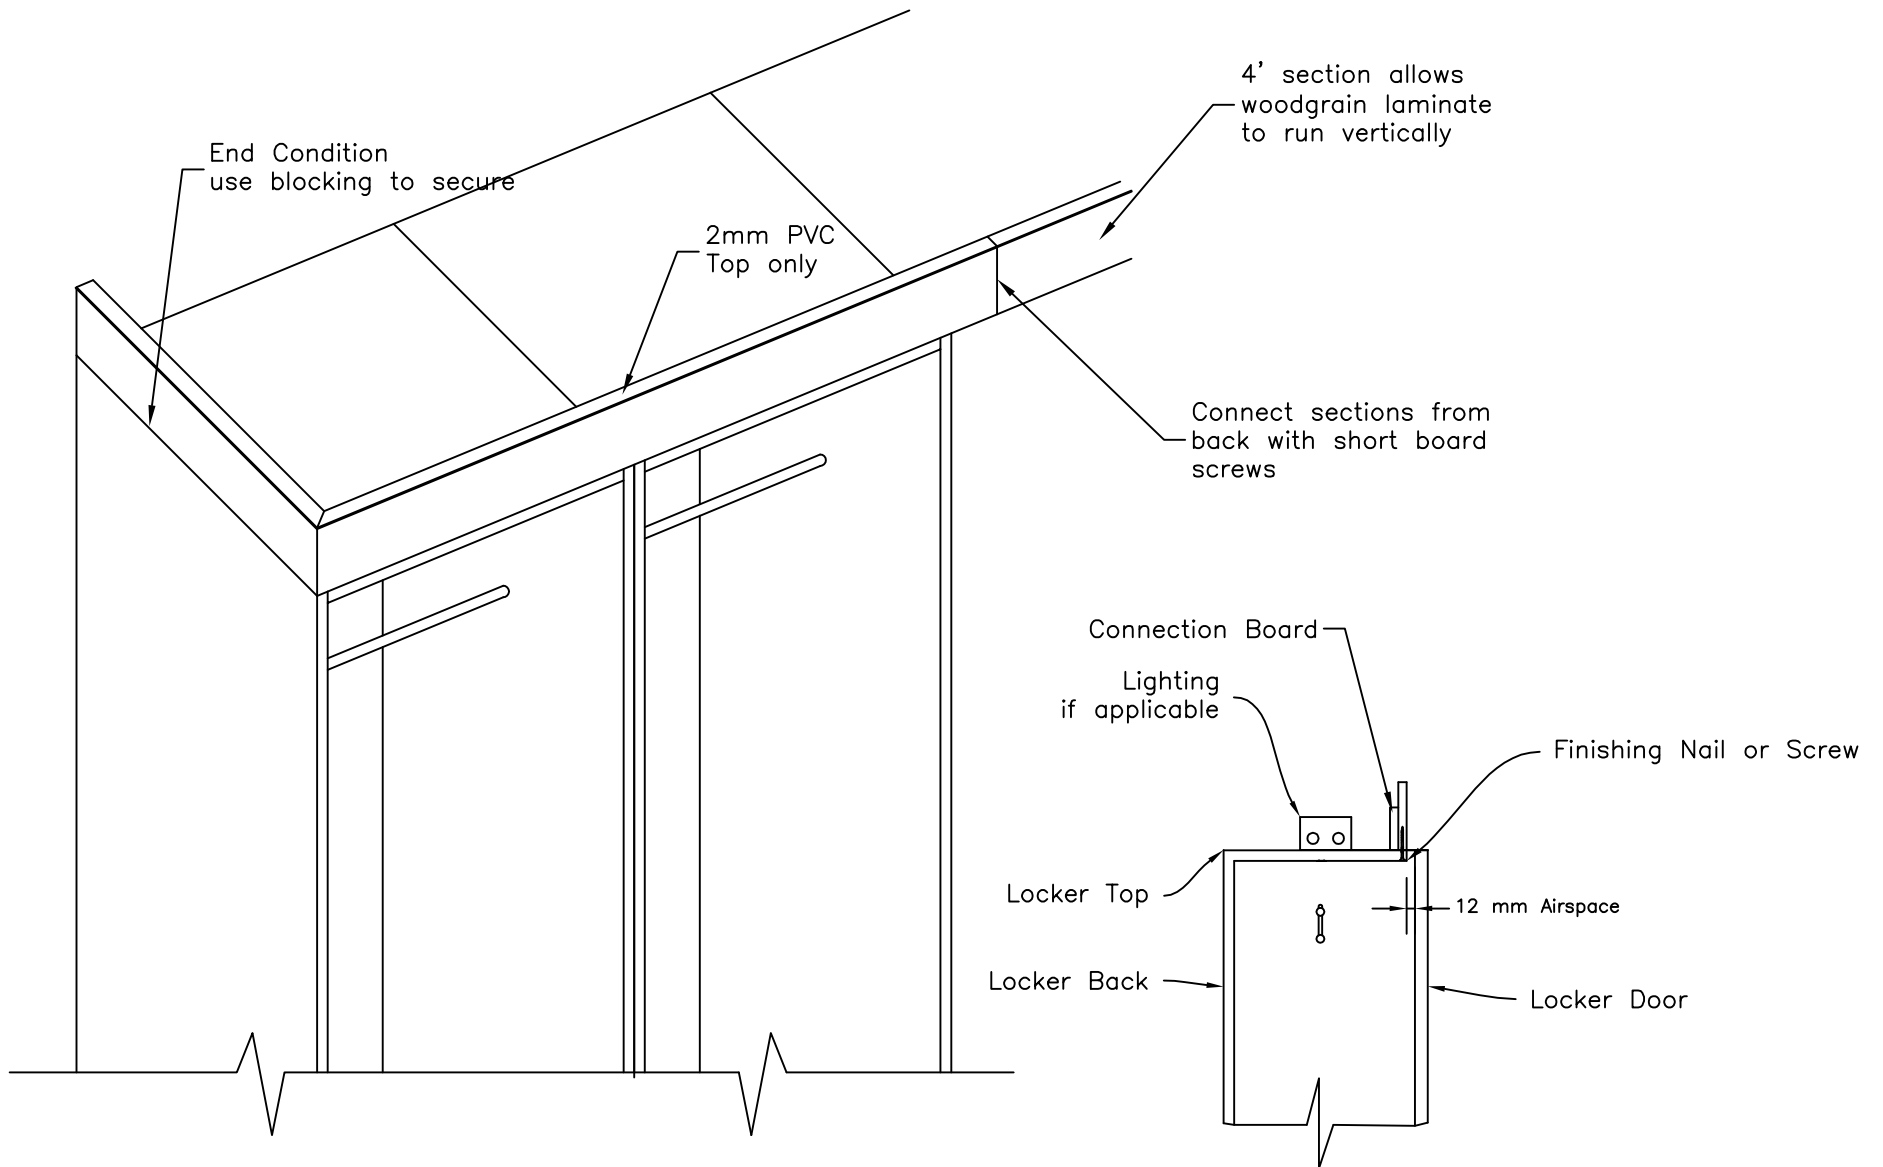 4' section allows
woodgrain laminate
to run vertically
End Condition
use blocking to secure
2mm PVC
Top only
Connect sections from
back with short board
screws
Connection Board
Lighting
if applicable
Finishing Nail or Screw
Locker Top
12 mm Airspace
Locker Back
Locker Door